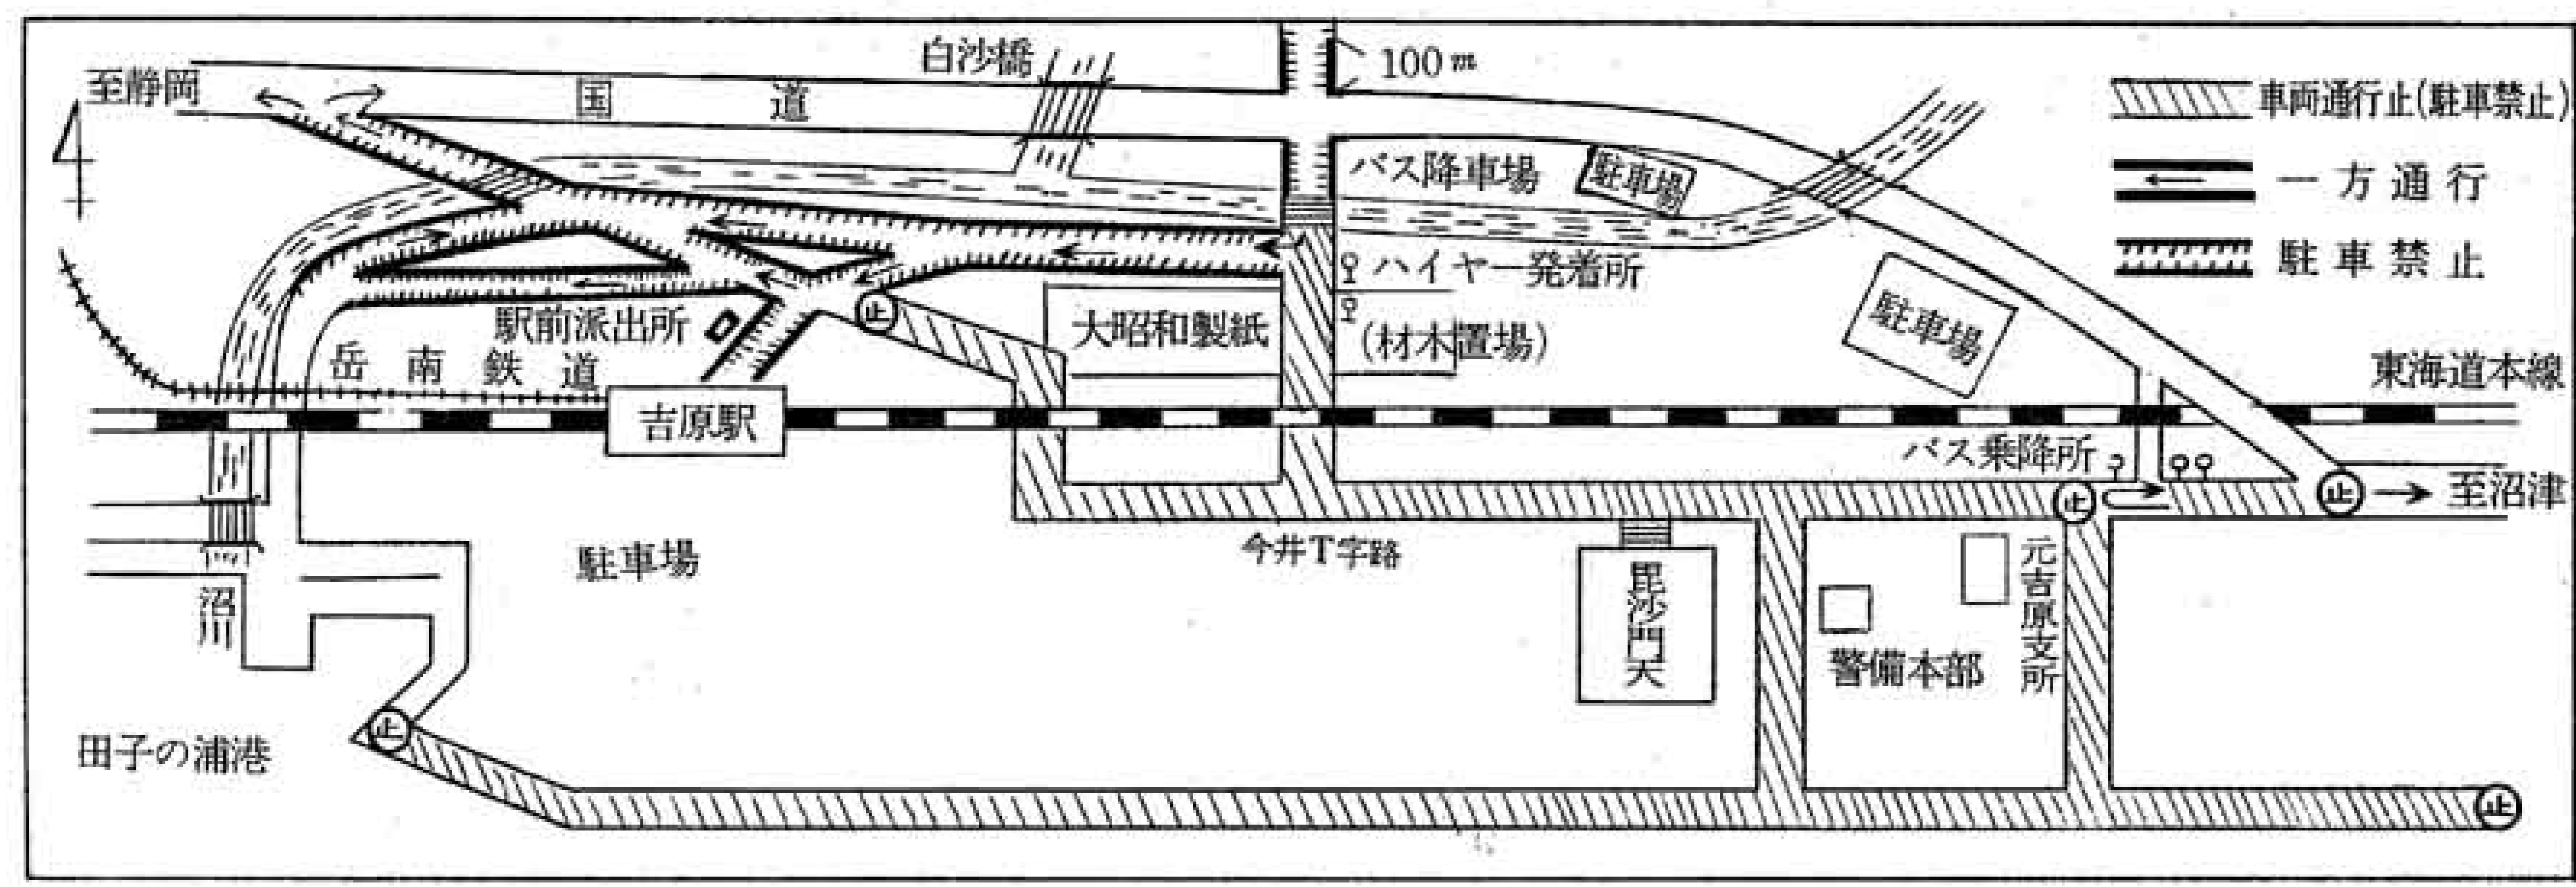 至静岡
国道
白沙橋
100m
車両通行止(駐車禁止)
一方通行
駐車禁止
バス降車場
駐車場
ハイヤー発着所
(材木置場)
大昭和製紙
駐車場
駅前派出所
止
岳南鉄道
吉原駅
東海道本線
バス乗降所
止
止
至沼津
今井T字路
駐車場
毘沙門天
元吉原支所
警備本部
沼川
田子の浦港
止
止